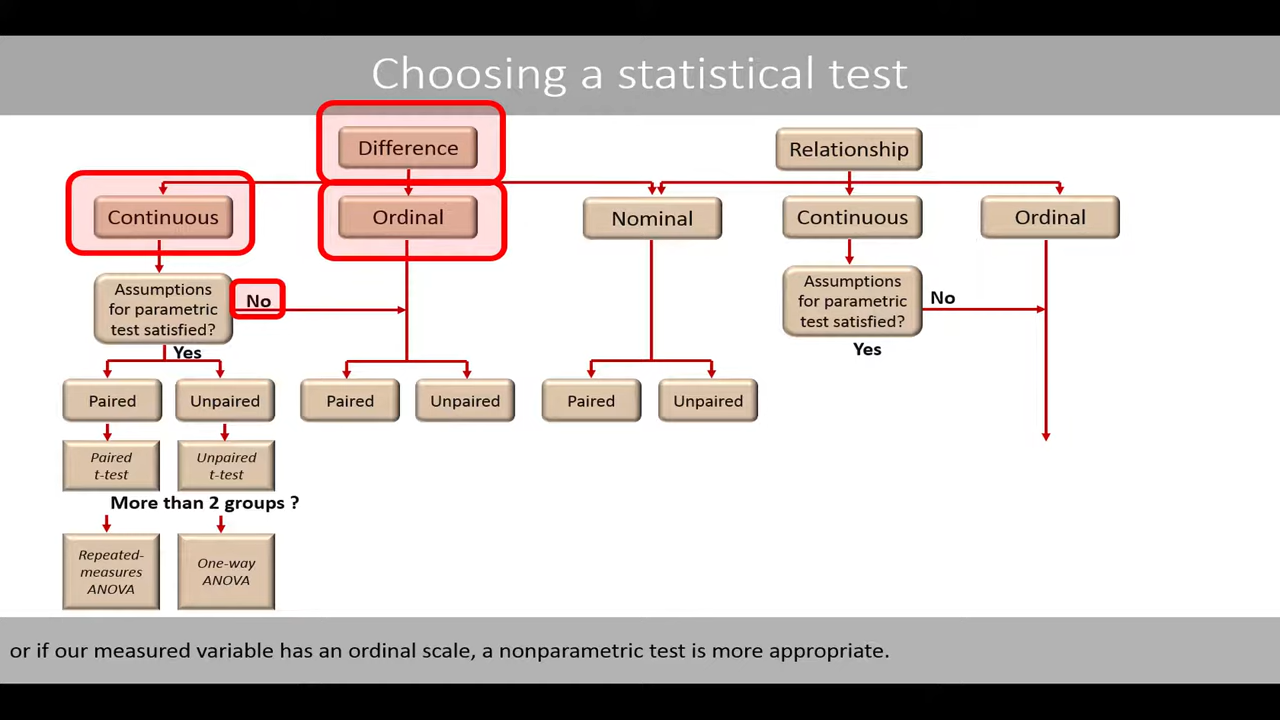 Choosing a statistical test
Difference
Relationship
Continuous
Ordinal
Nominal
Continuous
Ordinal
Assumptions
for parametric
test satisfied?
No
Yes
Assumptions
for parametric
test satisfied?
No
Yes
Paired
Unpaired
Paired
Unpaired
Paired
Unpaired
Paired
t-test
Unpaired
t-test
More than 2 groups ?
Repeated-
measures
ANOVA
One-way
ANOVA
or if our measured variable has an ordinal scale, a nonparametric test is more appropriate.